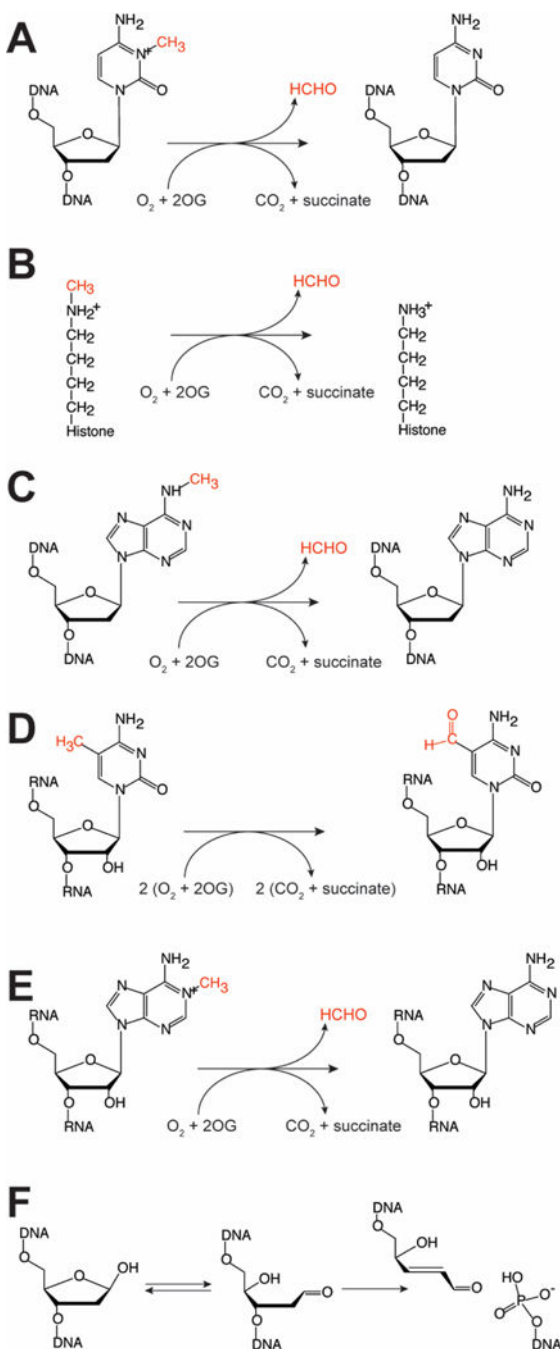 A
NH2
N+ CH3
N O
DNA
O
O
O
DNA
O2 + 2OG
HCHO
CO2 + succinate
NH2
N
N O
DNA
O
O
O
DNA
B
CH3
NH2+
CH2
CH2
CH2
CH2
Histone
HCHO
O2 + 2OG
CO2 + succinate
NH3+
CH2
CH2
CH2
CH2
Histone
C
NH CH3
N N
N N
DNA
O
O
O
DNA
HCHO
O2 + 2OG
CO2 + succinate
NH2
N N
N N
DNA
O
O
O
DNA
D
H3C NH2
N
N O
RNA
O
O
O OH
RNA
2 (O2 + 2OG)
2 (CO2 + succinate)
O
H NH2
N
N O
RNA
O
O
O OH
RNA
E
NH2
N N+ CH3
N N
RNA
O
O
O OH
RNA
HCHO
O2 + 2OG
CO2 + succinate
NH2
N N
N N
RNA
O
O
O OH
RNA
F
DNA
O
O OH
O
DNA
DNA
O
OH
O
O
DNA
DNA
O
OH
O
HO
P O-
O O
DNA